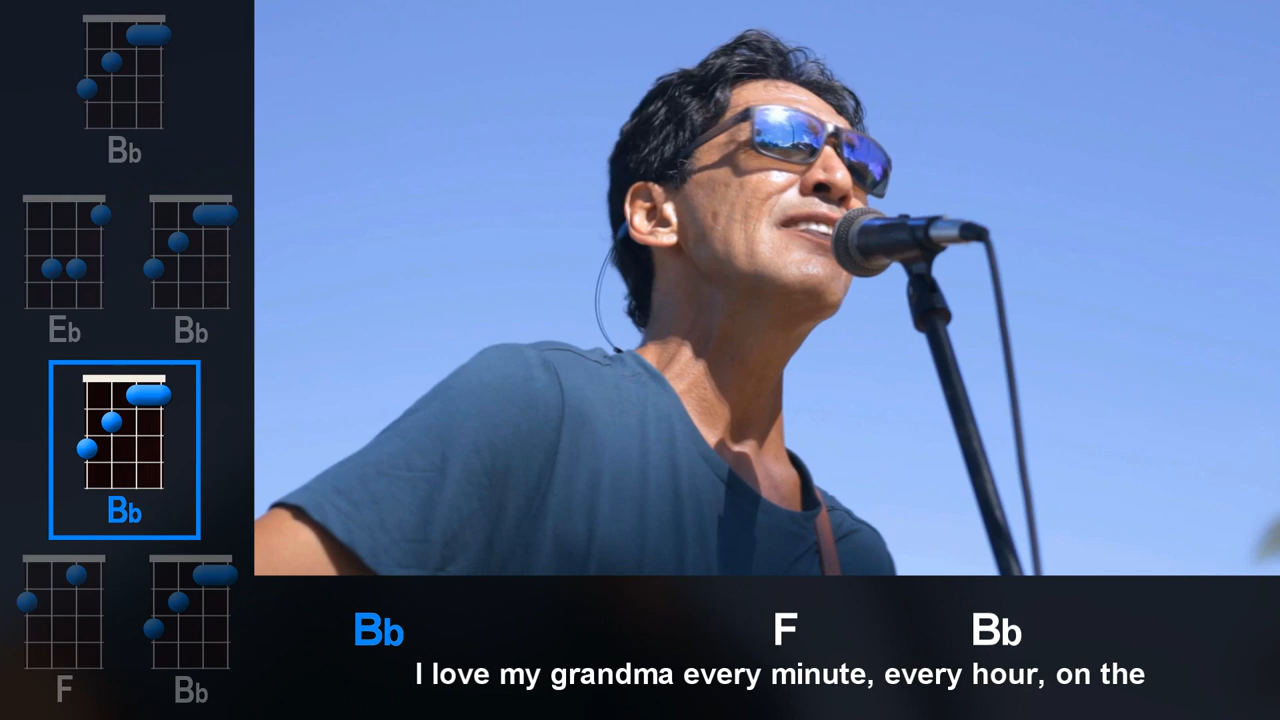 Bb
Eb Bb
Bb
F Bb
Bb F Bb
I love my grandma every minute, every hour, on the